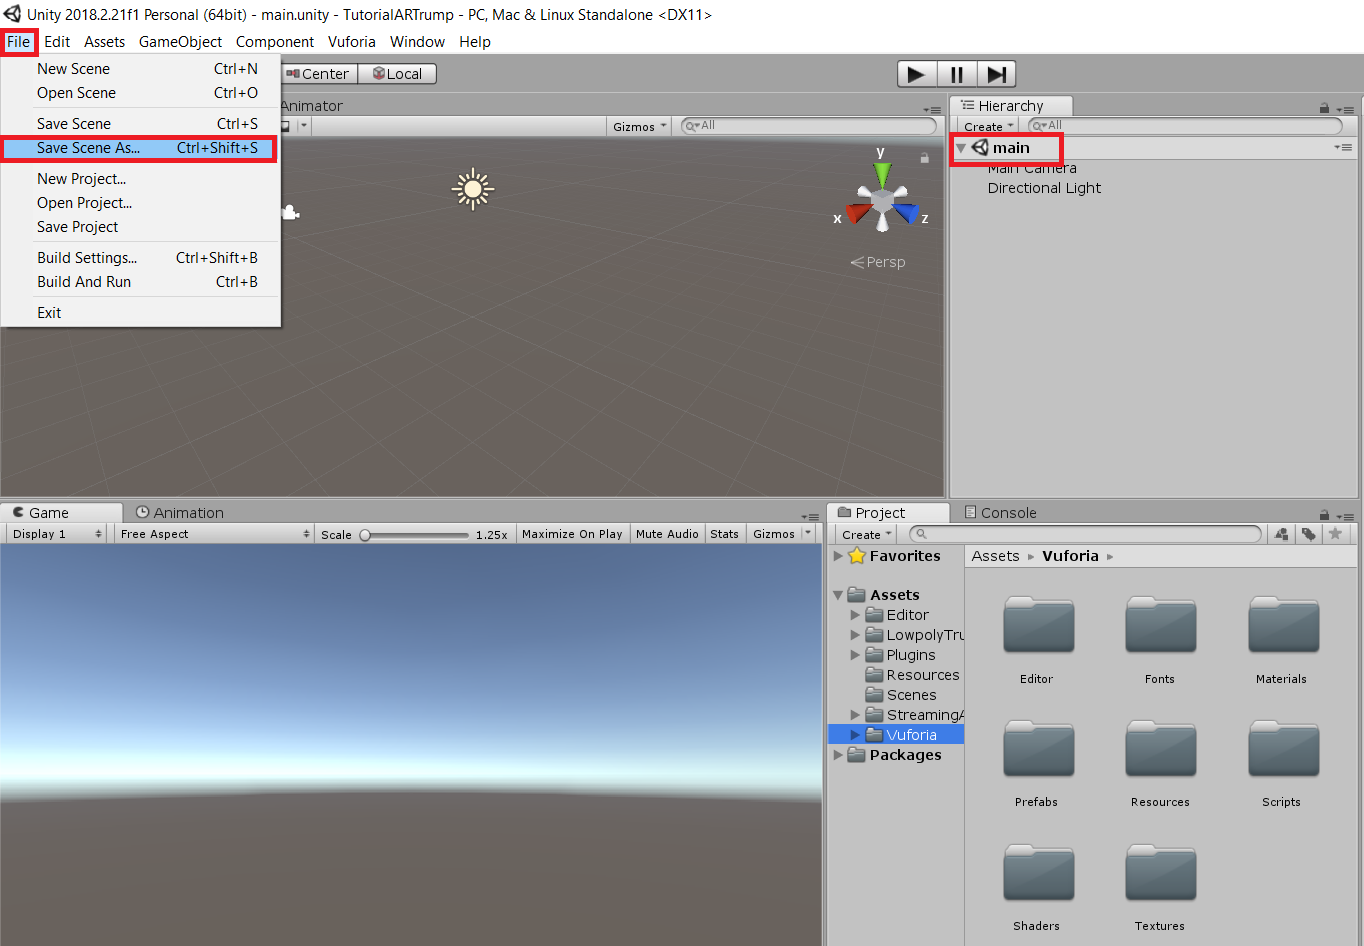 Unity 2018.2.21f1 Personal (64bit) - main.unity - TutorialARTrump - PC, Mac & Linux Standalone <DX11>
File Edit Assets GameObject Component Vuforia Window Help
New Scene Ctrl+N
Open Scene Ctrl+O
Save Scene Ctrl+S
Save Scene As... Ctrl+Shift+S
New Project...
Open Project...
Save Project
Build Settings... Ctrl+Shift+B
Build And Run Ctrl+B
Exit
Center Local
Animator
Gizmos All
y
x z
Persp
Hierarchy
Create All
main
Main Camera
Directional Light
Game Animation
Display 1 Free Aspect Scale 1.25x Maximize On Play Mute Audio Stats Gizmos
Project Console
Create
Favorites
Assets
Editor
LowpolyTru
Plugins
Resources
Scenes
StreamingA
Vuforia
Packages
Assets Vuforia
Editor Fonts Materials
Prefabs Resources Scripts
Shaders Textures